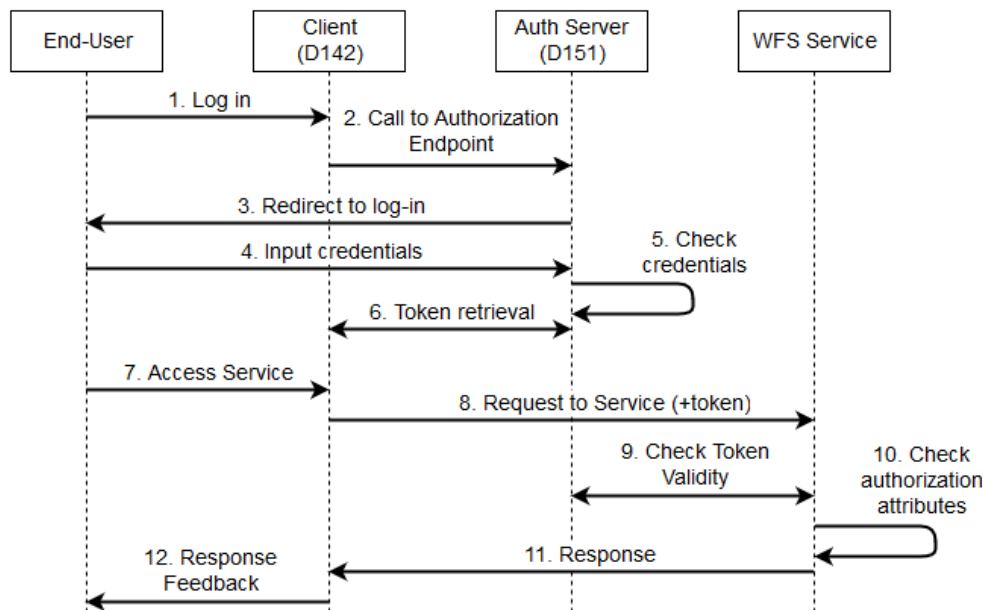 End-User
Client
(D142)
Auth Server
(D151)
WFS Service
1. Log in
2. Call to Authorization
Endpoint
3. Redirect to log-in
4. Input credentials
5. Check
credentials
6. Token retrieval
7. Access Service
8. Request to Service (+token)
9. Check Token
Validity
10. Check
authorization
attributes
11. Response
12. Response
Feedback